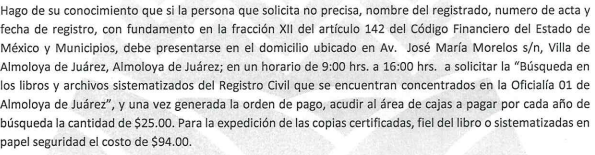 Hago de su conocimiento que si la persona que solicita no precisa, nombre del registrado, numero de acta y
fecha de registro, con fundamento en la fracción XII del artículo 142 del Código Financiero del Estado de
México y Municipios, debe presentarse en el domicilio ubicado en Av. José María Morelos s/n, Villa de
Almoloya de Juárez, Almoloya de Juárez; en un horario de 9:00 hrs. a 16:00 hrs. a solicitar la “Búsqueda en
los libros y archivos sistematizados del Registro Civil que se encuentran concentrados en la Oficialía 01 de
Almoloya de Juárez”, y una vez generada la orden de pago, acudir al área de cajas a pagar por cada año de
búsqueda la cantidad de $25.00. Para la expedición de las copias certificadas, fiel del libro o sistematizadas en
papel seguridad el costo de $94.00.